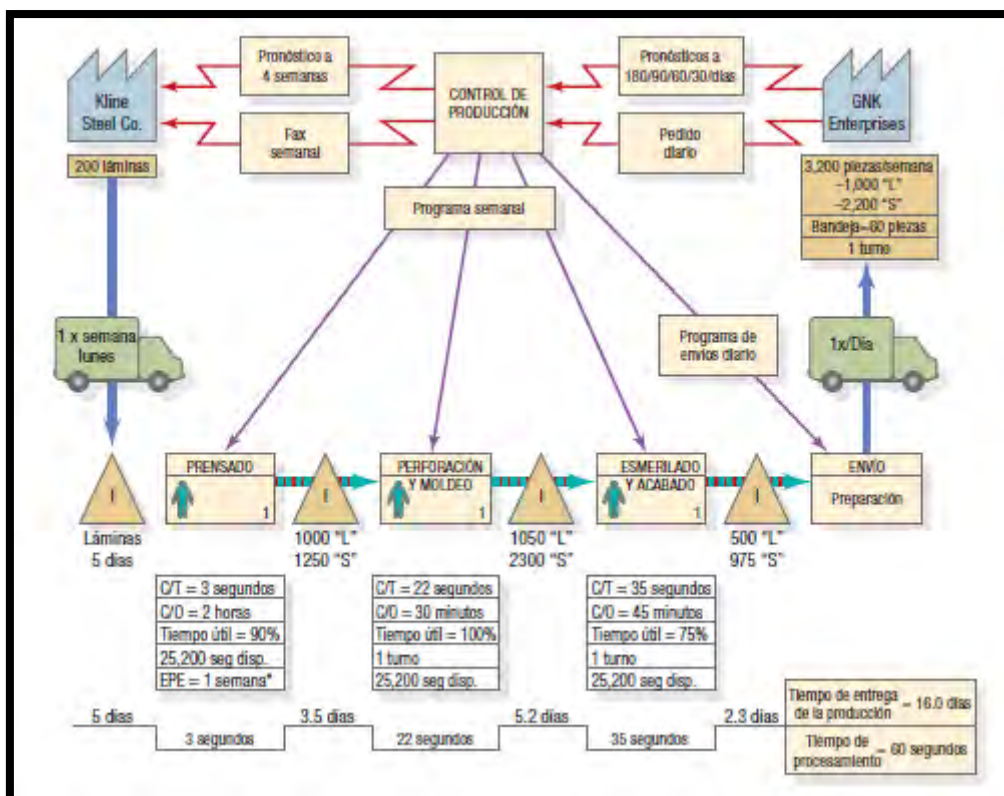 Kline
Steel Co.
Pronóstico a
4 semanas
Fax
semanal
CONTROL DE
PRODUCCIÓN
Pronósticos a
180/90/60/30/días
Pedido
diario
GNK
Enterprises
200 láminas
3,200 piezas/semana
–1,000 "L"
–2,200 "S"
Bandeja=60 piezas
1 turno
Programa semanal
1 x semana
lunes
Programa de
envíos diario
1x/Día
I
Láminas
5 días
PRENSADO
1
I
1000 "L"
1250 "S"
PERFORACIÓN
Y MOLDEO
1
I
1050 "L"
2300 "S"
ESMERILADO
Y ACABADO
1
I
500 "L"
975 "S"
ENVÍO
Preparación
C/T = 3 segundos
C/O = 2 horas
Tiempo útil = 90%
25,200 seg disp.
EPE = 1 semana*
C/T = 22 segundos
C/O = 30 minutos
Tiempo útil = 100%
1 turno
25,200 seg disp.
C/T = 35 segundos
C/O = 45 minutos
Tiempo útil = 75%
1 turno
25,200 seg disp.
5 días
3 segundos
3.5 días
22 segundos
5.2 días
35 segundos
2.3 días
Tiempo de entrega
de la producción = 16.0 días
Tiempo de
procesamiento = 60 segundos